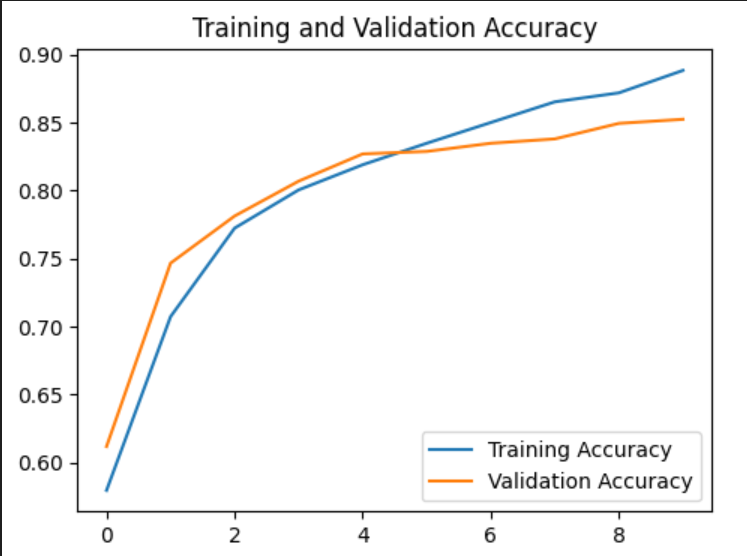 Training and Validation Accuracy
0.90
0.85
0.80
0.75
0.70
0.65
0.60
Training Accuracy
Validation Accuracy
0 2 4 6 8